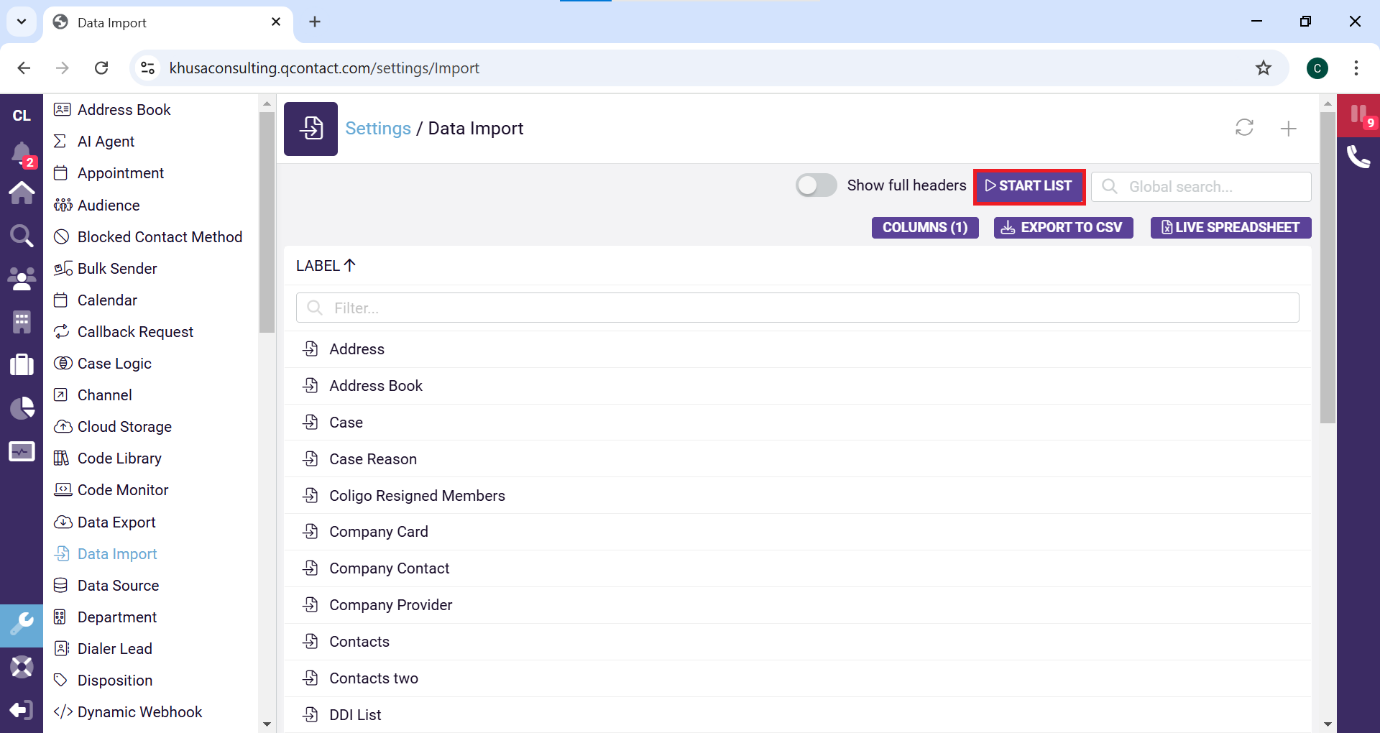 Data Import
khusaconsulting.qcontact.com/settings/Import
C
CL
2
Address Book
AI Agent
Appointment
Audience
Blocked Contact Method
Bulk Sender
Calendar
Callback Request
Case Logic
Channel
Cloud Storage
Code Library
Code Monitor
Data Export
Data Import
Data Source
Department
Dialer Lead
Disposition
Dynamic Webhook
Settings / Data Import
9
Show full headers
START LIST
Global search...
COLUMNS (1)
EXPORT TO CSV
LIVE SPREADSHEET
LABEL
Filter...
Address
Address Book
Case
Case Reason
Coligo Resigned Members
Company Card
Company Contact
Company Provider
Contacts
Contacts two
DDI List